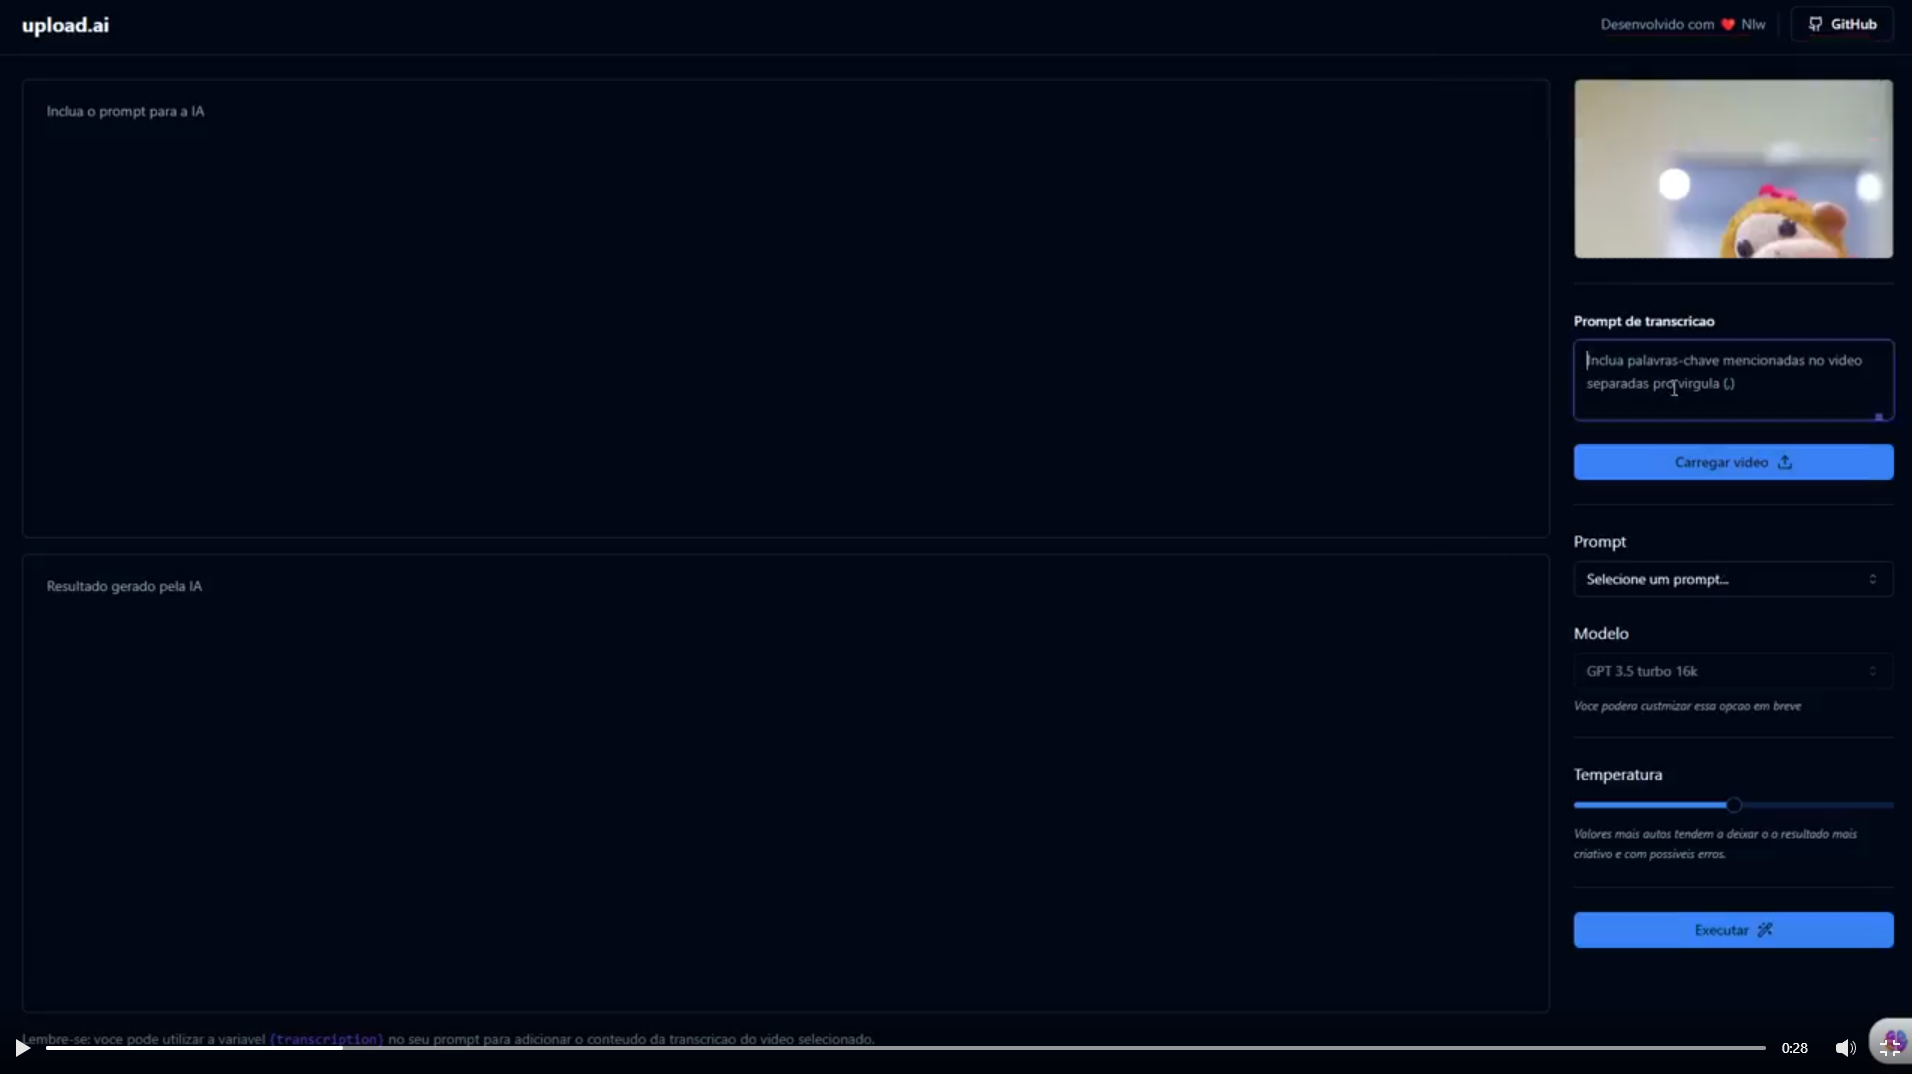 upload.ai
Desenvolvido com ❤️ Nlw
GitHub
Inclua o prompt para a IA
Resultado gerado pela IA
Lembre-se: voce pode utilizar a variavel {transcription} no seu prompt para adicionar o conteudo da transcricao do video selecionado.
Prompt de transcricao
Inclua palavras-chave mencionadas no video
separadas pro virgula (,)
Carregar video
Prompt
Selecione um prompt...
Modelo
GPT 3.5 turbo 16k
Voce podera custmizar essa opcao em breve
Temperatura
Valores mais autos tendem a deixar o o resultado mais
criativo e com possiveis erros.
Executar
0:28